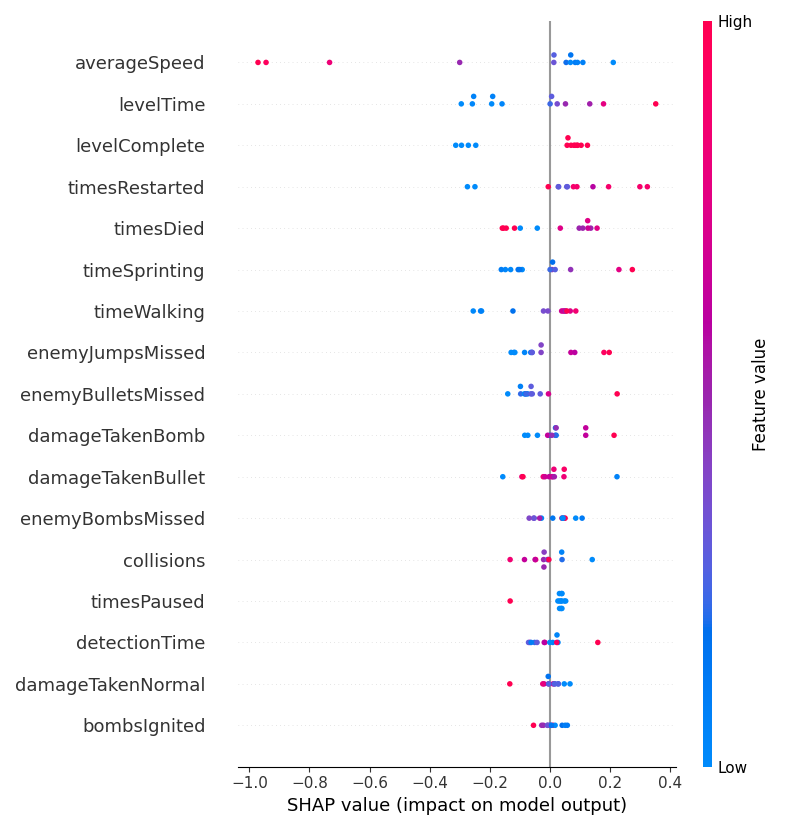 High
averageSpeed
levelTime
levelComplete
timesRestarted
timesDied
timeSprinting
timeWalking
enemyJumpsMissed
enemyBulletsMissed
damageTakenBomb
damageTakenBullet
enemyBombsMissed
collisions
timesPaused
detectionTime
damageTakenNormal
bombsIgnited
Feature value
Low
−1.0 −0.8 −0.6 −0.4 −0.2 0.0 0.2 0.4
SHAP value (impact on model output)